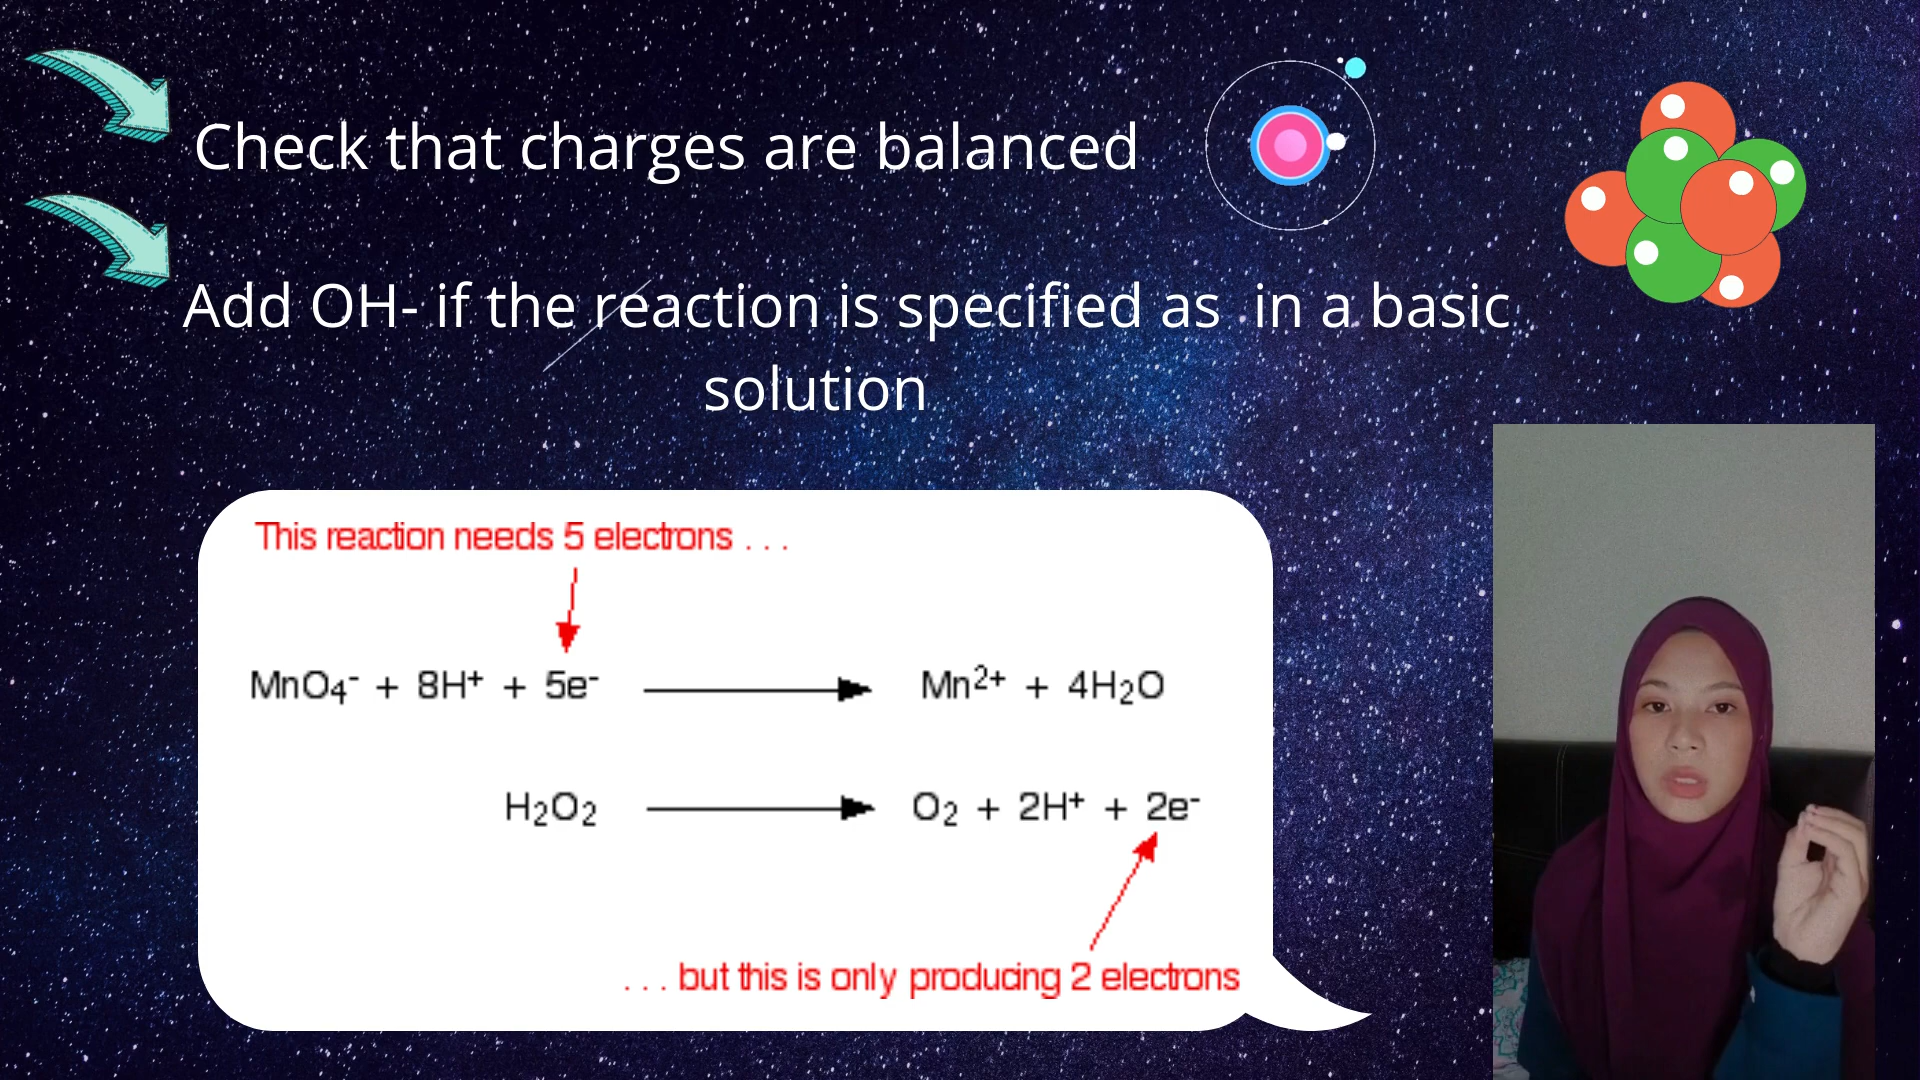 Check that charges are balanced
Add OH- if the reaction is specified as in a basic
solution
This reaction needs 5 electrons . . .
MnO₄⁻ + 8H⁺ + 5e⁻ ⟶ Mn²⁺ + 4H₂O
H₂O₂ ⟶ O₂ + 2H⁺ + 2e⁻
. . . but this is only producing 2 electrons